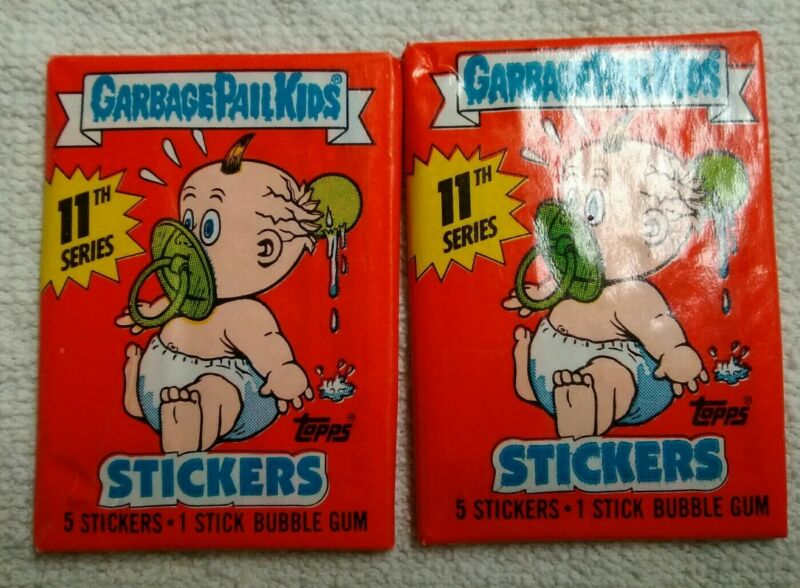 GARBAGE PAIL KIDS®
11TH
SERIES
topps®
STICKERS
5 STICKERS • 1 STICK BUBBLE GUM
GARBAGE PAIL KIDS®
11TH
SERIES
topps®
STICKERS
5 STICKERS • 1 STICK BUBBLE GUM